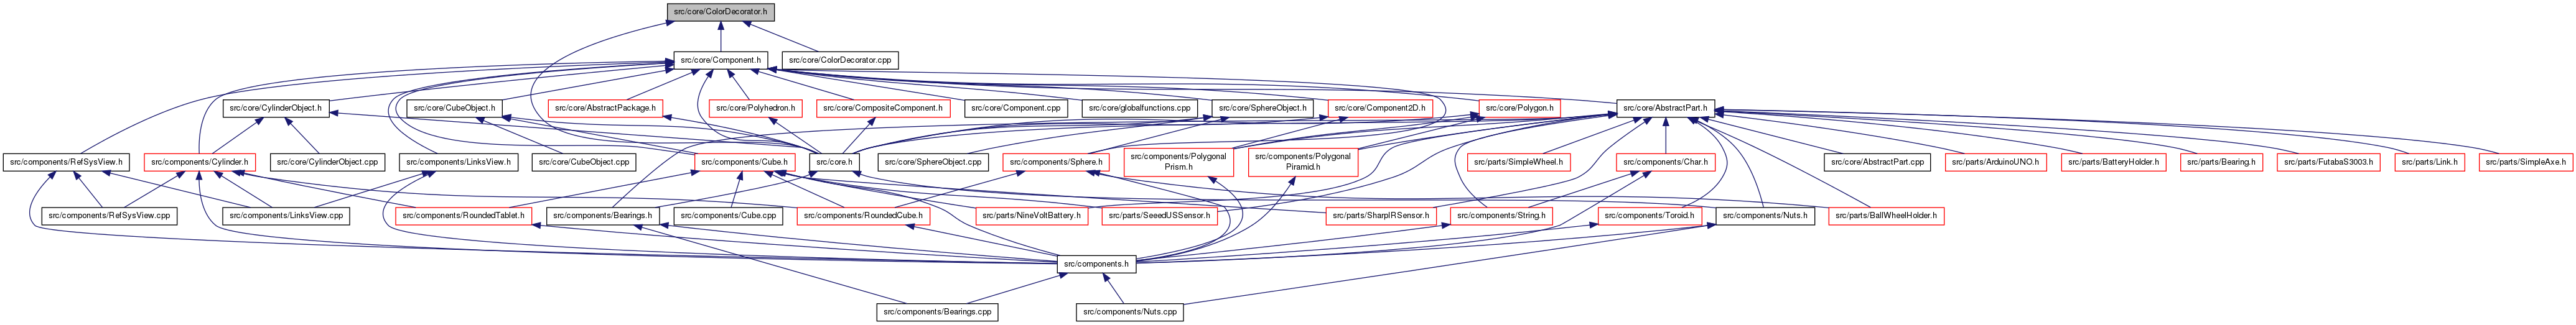 src/core/ColorDecorator.h
src/core/Component.h
src/core/ColorDecorator.cpp
src/core/CylinderObject.h
src/core/CubeObject.h
src/core/AbstractPackage.h
src/core/Polyhedron.h
src/core/CompositeComponent.h
src/core/Component.cpp
src/core/globalfunctions.cpp
src/core/SphereObject.h
src/core/Component2D.h
src/core/Polygon.h
src/core/AbstractPart.h
src/components/RefSysView.h
src/components/Cylinder.h
src/core/CylinderObject.cpp
src/components/LinksView.h
src/core/CubeObject.cpp
src/components/Cube.h
src/core.h
src/core/SphereObject.cpp
src/components/Sphere.h
src/components/Polygonal
Prism.h
src/components/Polygonal
Piramid.h
src/parts/SimpleWheel.h
src/components/Char.h
src/core/AbstractPart.cpp
src/parts/ArduinoUNO.h
src/parts/BatteryHolder.h
src/parts/Bearing.h
src/parts/FutabaS3003.h
src/parts/Link.h
src/parts/SimpleAxe.h
src/components/RefSysView.cpp
src/components/LinksView.cpp
src/components/RoundedTablet.h
src/components/Bearings.h
src/components/Cube.cpp
src/components/RoundedCube.h
src/parts/NineVoltBattery.h
src/parts/SeeedUSSensor.h
src/parts/SharpIRSensor.h
src/components/String.h
src/components/Toroid.h
src/components/Nuts.h
src/parts/BallWheelHolder.h
src/components.h
src/components/Bearings.cpp
src/components/Nuts.cpp